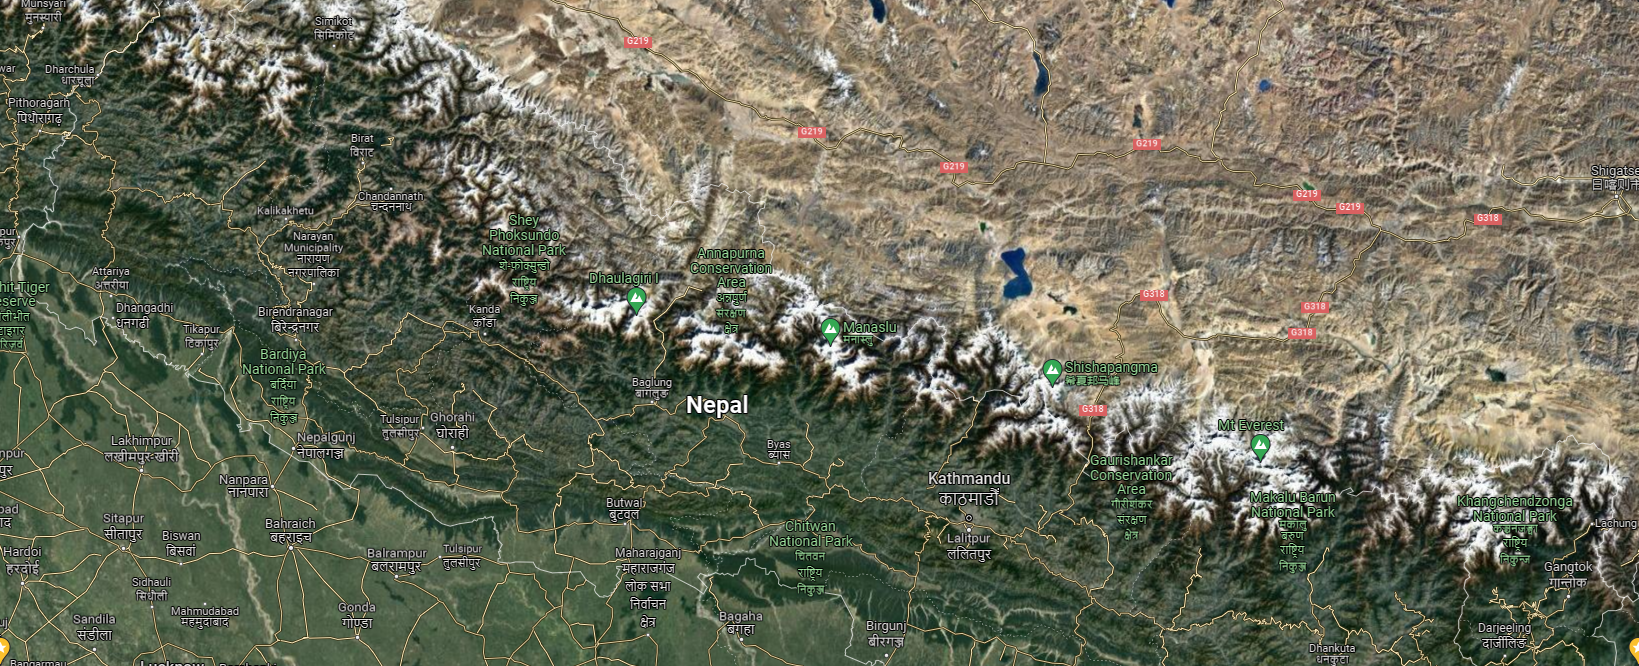 Munsyari
मुनस्यारी
Simikot
सिमिकोट
G219
Dharchula
धारचूला
Pithoragarh
पिथौरागढ़
G219
Birat
विराट
G219
G219
Shigatse
Chandannath
चन्दननाथ
G219
G219
G318
Kalikakhetu
Shey
Phoksundo
National Park
शे-फोक्सुन्डो
राष्ट्रिय
निकुञ्ज
Narayan
Municipality
नारायण
नगरपालिका
Annapurna
Conservation
Area
अन्नपूर्ण
संरक्षण
क्षेत्र
Attariya
अत्तरीया
Dhaulagiri I
hit Tiger
eserve
Dhangadhi
धनगढी
Birendranagar
बिरेन्द्रनगर
Kanda
काँडा
G318
G318
G318
Tikapur
टिकापुर
Manaslu
मनास्लु
Bardiya
National Park
बर्दिया
राष्ट्रिय
निकुञ्ज
Shishapangma
希夏邦马峰
Baglung
बागलुङ
Nepal
G318
Tulsipur
तुलसीपुर
Ghorahi
घोराही
Mt Everest
Lakhimpur
लखीमपुर-खीरी
Nepalgunj
नेपालगञ्ज
Byas
ब्यास
Gaurishankar
Conservation
Area
गौरीशंकर
संरक्षण
क्षेत्र
Nanpara
नानपारा
Kathmandu
काठमाडौं
Makalu Barun
National Park
मकालु
बरुण
राष्ट्रिय
निकुञ्ज
Khangchendzonga
National Park
राष्ट्रिय
निकुन्ज
Butwal
बुटवल
Sitapur
सीतापुर
Bahraich
बहराइच
Chitwan
National Park
चितवन
राष्ट्रिय
निकुञ्ज
Lachung
Biswan
बिसवां
Lalitpur
ललितपुर
Hardoi
हरदोई
Balrampur
बलरामपुर
Tulsipur
तुलसीपुर
Maharajganj
महाराजगंज
लोक सभा
निर्वाचन
क्षेत्र
Gangtok
गान्तोक
Sidhauli
सिधौली
Mahmudabad
महमुदाबाद
Gonda
गोण्डा
Sandila
संडीला
Bagaha
बगहा
Birgunj
बीरगञ्ज
Darjeeling
दार्जीलिङ
Dhankuta
धनकुटा
Bangarmau
Lucknow